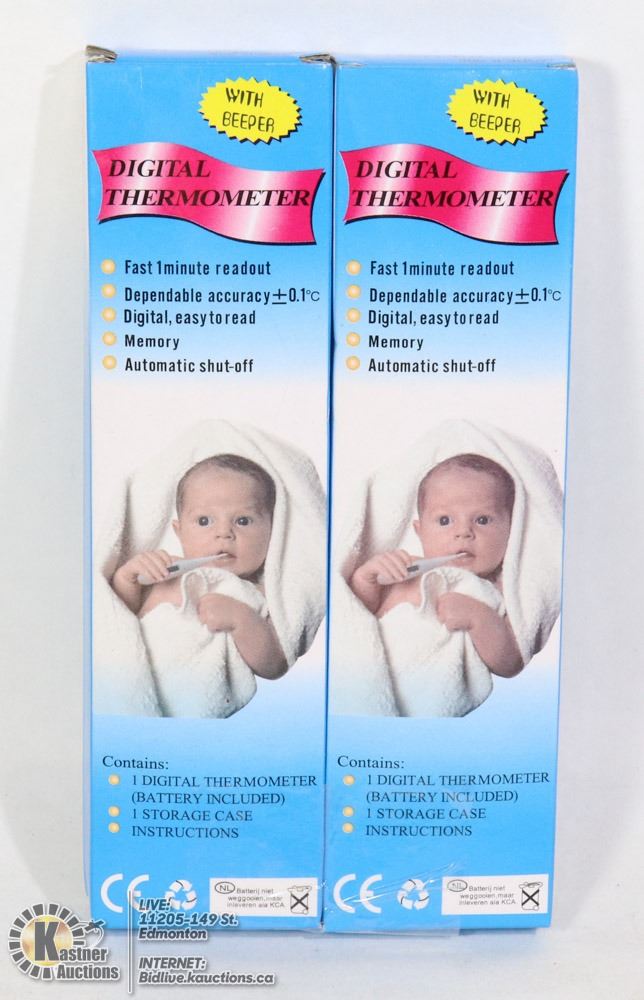 WITH
BEEPER
DIGITAL
THERMOMETER
Fast 1minute readout
Dependable accuracy ±0.1°C
Digital, easy to read
Memory
Automatic shut-off
Contains:
1 DIGITAL THERMOMETER
(BATTERY INCLUDED)
1 STORAGE CASE
INSTRUCTIONS
CE
NL Batterij niet
weggooien, maar
inleveren als KCA.
WITH
BEEPER
DIGITAL
THERMOMETER
Fast 1minute readout
Dependable accuracy ±0.1°C
Digital, easy to read
Memory
Automatic shut-off
Contains:
1 DIGITAL THERMOMETER
(BATTERY INCLUDED)
1 STORAGE CASE
INSTRUCTIONS
CE
NL Batterij niet
weggooien, maar
inleveren als KCA.
Kastner
Auctions
LIVE:
11205-149 St.
Edmonton
INTERNET:
Bidlive.kauctions.ca